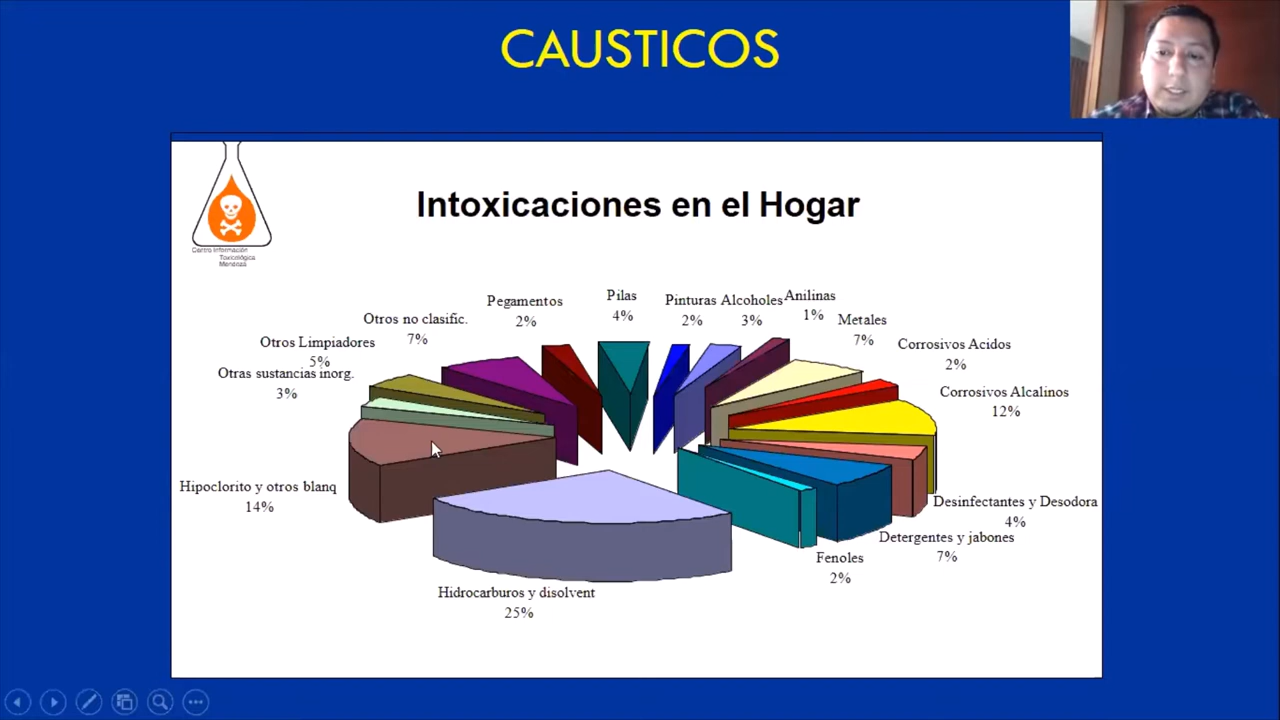 CAUSTICOS
Centro Información
Toxicológica
Mendoza
Intoxicaciones en el Hogar
Pegamentos
2%
Pilas
4%
Pinturas
2%
Alcoholes
3%
Anilinas
1%
Metales
7%
Otros no clasific.
7%
Otros Limpiadores
5%
Otras sustancias inorg.
3%
Corrosivos Acidos
2%
Corrosivos Alcalinos
12%
Hipoclorito y otros blanq
14%
Desinfectantes y Desodora
4%
Detergentes y jabones
7%
Fenoles
2%
Hidrocarburos y disolvent
25%